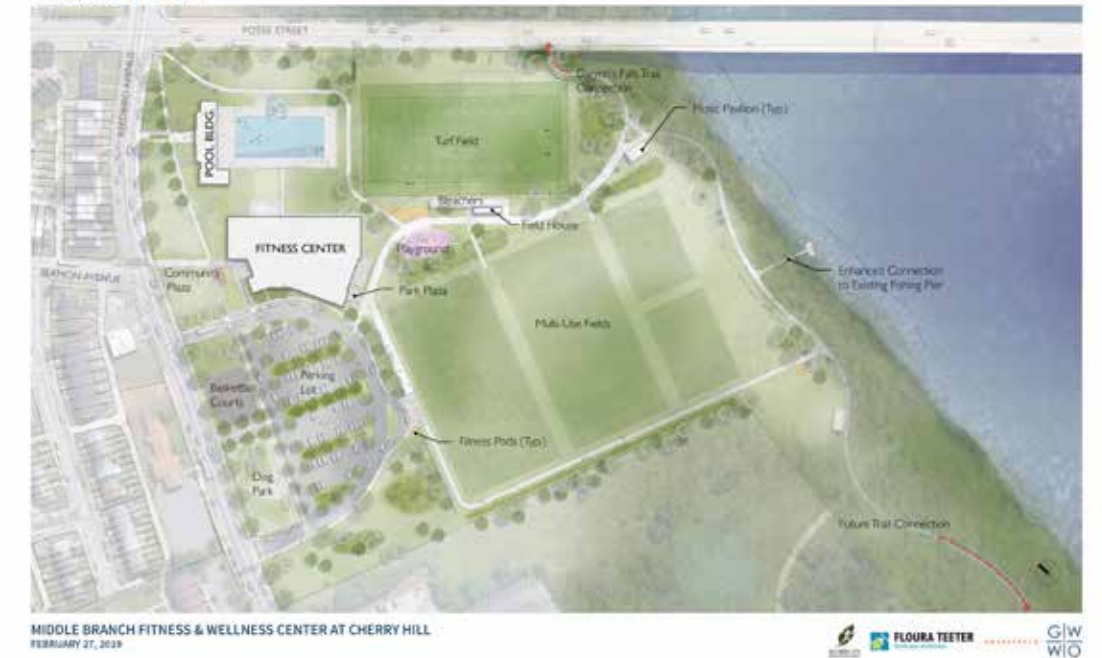 POTEE STREET
Gwynns Falls Trail
Connection
Picnic Pavilion (Typ.)
POOL BLDG.
Turf Field
Bleachers
Field House
FITNESS CENTER
Playground
Community
Plaza
Park Plaza
Enhanced Connection
to Existing Fishing Pier
Multi-Use Fields
Parking
Lot
Basketball
Courts
Fitness Pods (Typ.)
Dog
Park
Future Trail Connection
MIDDLE BRANCH FITNESS & WELLNESS CENTER AT CHERRY HILL
FEBRUARY 27, 2019
FLOURA TEETER
ARCHITECTS
G|W
W|O